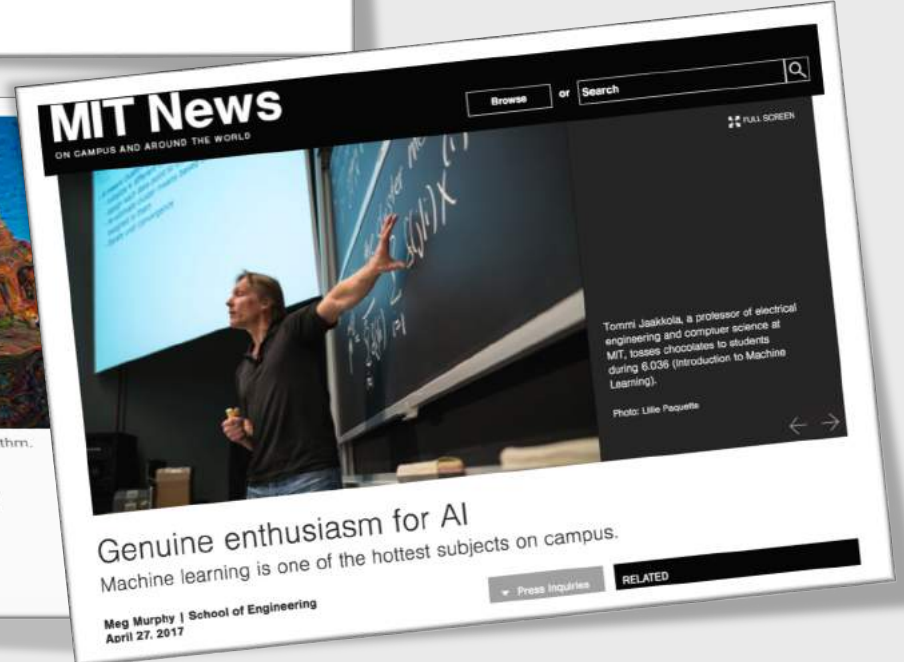 MIT News
ON CAMPUS AND AROUND THE WORLD
Browse or Search
FULL SCREEN
Tommi Jaakkola, a professor of electrical
engineering and comptuer science at
MIT, tosses chocolates to students
during 6.036 (Introduction to Machine
Learning).
Photo: Lillie Paquette
thm.
Genuine enthusiasm for AI
Machine learning is one of the hottest subjects on campus.
Press Inquiries
RELATED
Meg Murphy | School of Engineering
April 27, 2017